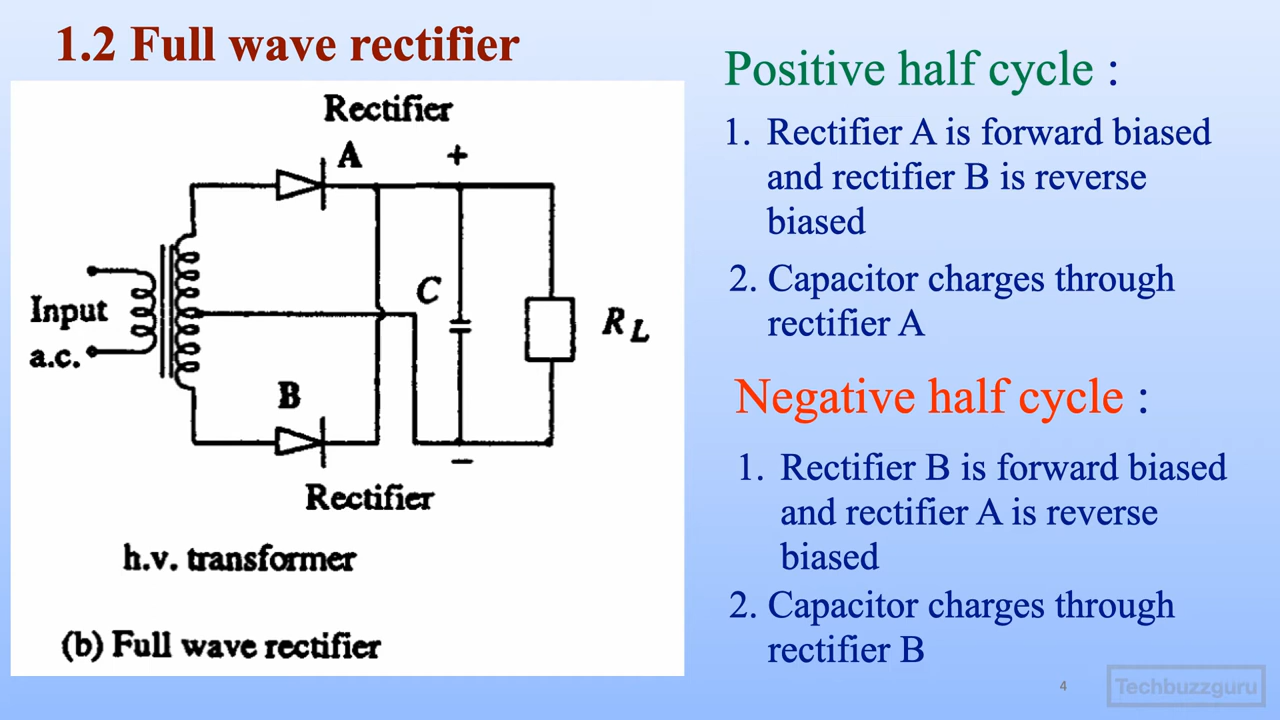 1.2 Full wave rectifier
Rectifier
A
+
C
Input
a.c.
R_L
B
–
Rectifier
h.v. transformer
(b) Full wave rectifier
Positive half cycle :
1. Rectifier A is forward biased
and rectifier B is reverse
biased
2. Capacitor charges through
rectifier A
Negative half cycle :
1. Rectifier B is forward biased
and rectifier A is reverse
biased
2. Capacitor charges through
rectifier B
4
Techbuzzguru